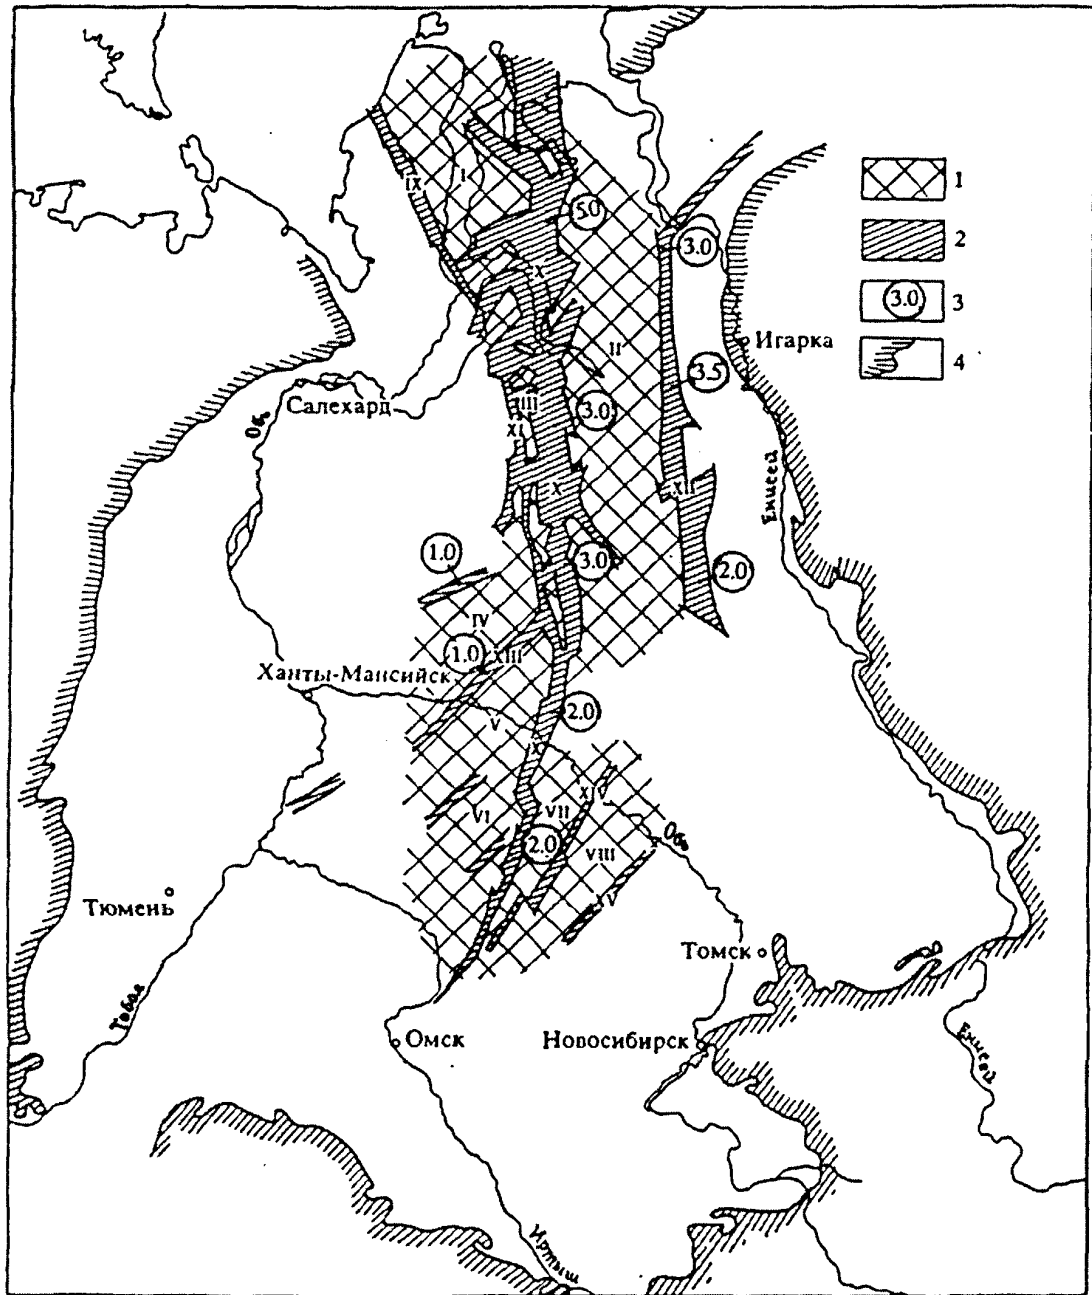 1
IX
I
5.0
2
3.0
X
3.0
3
Игарка
II
4
3.5
Салехард
III
3.0
Обь
XI
X
XII
Енисей
1.0
3.0
2.0
IV
1.0
XIII
Ханты-Мансийск
V
2.0
X
XIV
VI
VII
2.0
Обь
VIII
XV
Тюмень
Томск
Тобол
Омск
Новосибирск
Енисей
Иртыш